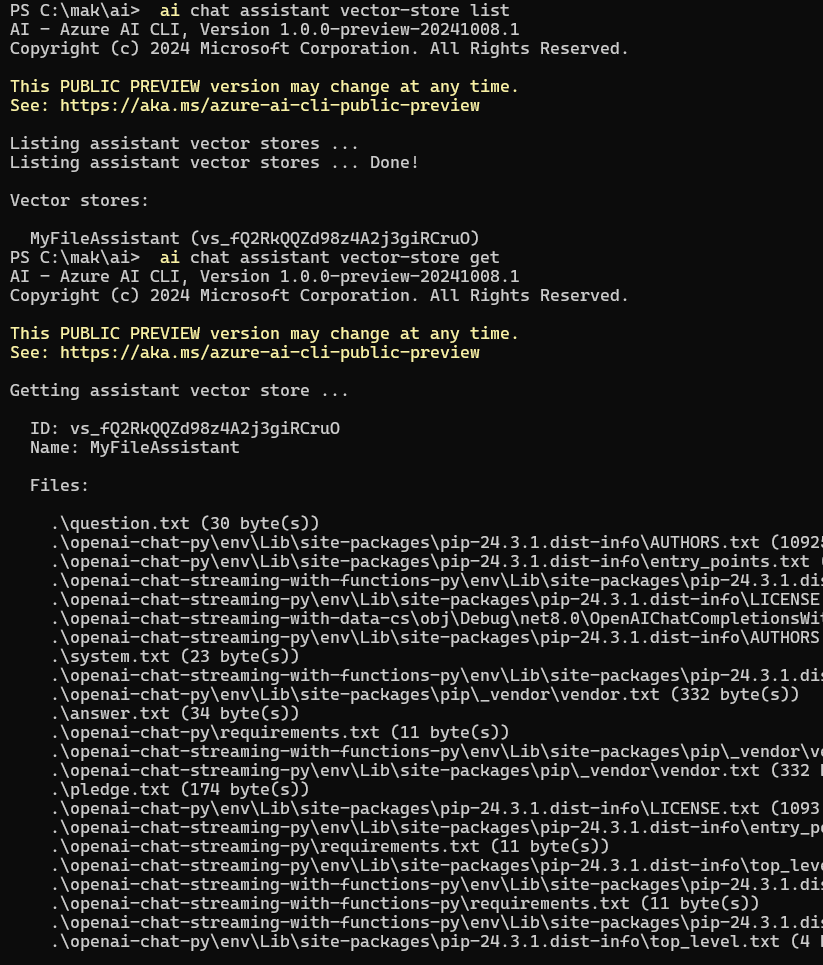 PS C:\mak\ai>  ai chat assistant vector-store list
AI - Azure AI CLI, Version 1.0.0-preview-20241008.1
Copyright (c) 2024 Microsoft Corporation. All Rights Reserved.
This PUBLIC PREVIEW version may change at any time.
See: https://aka.ms/azure-ai-cli-public-preview
Listing assistant vector stores ...
Listing assistant vector stores ... Done!
Vector stores:
MyFileAssistant (vs_fQ2RkQQZd98z4A2j3giRCruO)
PS C:\mak\ai>  ai chat assistant vector-store get
AI - Azure AI CLI, Version 1.0.0-preview-20241008.1
Copyright (c) 2024 Microsoft Corporation. All Rights Reserved.
This PUBLIC PREVIEW version may change at any time.
See: https://aka.ms/azure-ai-cli-public-preview
Getting assistant vector store ...
ID: vs_fQ2RkQQZd98z4A2j3giRCruO
Name: MyFileAssistant
Files:
.\question.txt (30 byte(s))
.\openai-chat-py\env\Lib\site-packages\pip-24.3.1.dist-info\AUTHORS.txt (10925
.\openai-chat-py\env\Lib\site-packages\pip-24.3.1.dist-info\entry_points.txt (
.\openai-chat-streaming-with-functions-py\env\Lib\site-packages\pip-24.3.1.dis
.\openai-chat-streaming-py\env\Lib\site-packages\pip-24.3.1.dist-info\LICENSE
.\openai-chat-streaming-with-data-cs\obj\Debug\net8.0\OpenAIChatCompletionsWit
.\openai-chat-streaming-py\env\Lib\site-packages\pip-24.3.1.dist-info\AUTHORS
.\system.txt (23 byte(s))
.\openai-chat-streaming-with-functions-py\env\Lib\site-packages\pip-24.3.1.dis
.\openai-chat-py\env\Lib\site-packages\pip\_vendor\vendor.txt (332 byte(s))
.\answer.txt (34 byte(s))
.\openai-chat-py\requirements.txt (11 byte(s))
.\openai-chat-streaming-with-functions-py\env\Lib\site-packages\pip\_vendor\ve
.\openai-chat-streaming-py\env\Lib\site-packages\pip\_vendor\vendor.txt (332 b
.\pledge.txt (174 byte(s))
.\openai-chat-py\env\Lib\site-packages\pip-24.3.1.dist-info\LICENSE.txt (1093
.\openai-chat-streaming-py\env\Lib\site-packages\pip-24.3.1.dist-info\entry_po
.\openai-chat-streaming-py\requirements.txt (11 byte(s))
.\openai-chat-streaming-py\env\Lib\site-packages\pip-24.3.1.dist-info\top_leve
.\openai-chat-streaming-with-functions-py\env\Lib\site-packages\pip-24.3.1.dis
.\openai-chat-streaming-with-functions-py\requirements.txt (11 byte(s))
.\openai-chat-streaming-with-functions-py\env\Lib\site-packages\pip-24.3.1.dis
.\openai-chat-py\env\Lib\site-packages\pip-24.3.1.dist-info\top_level.txt (4 b